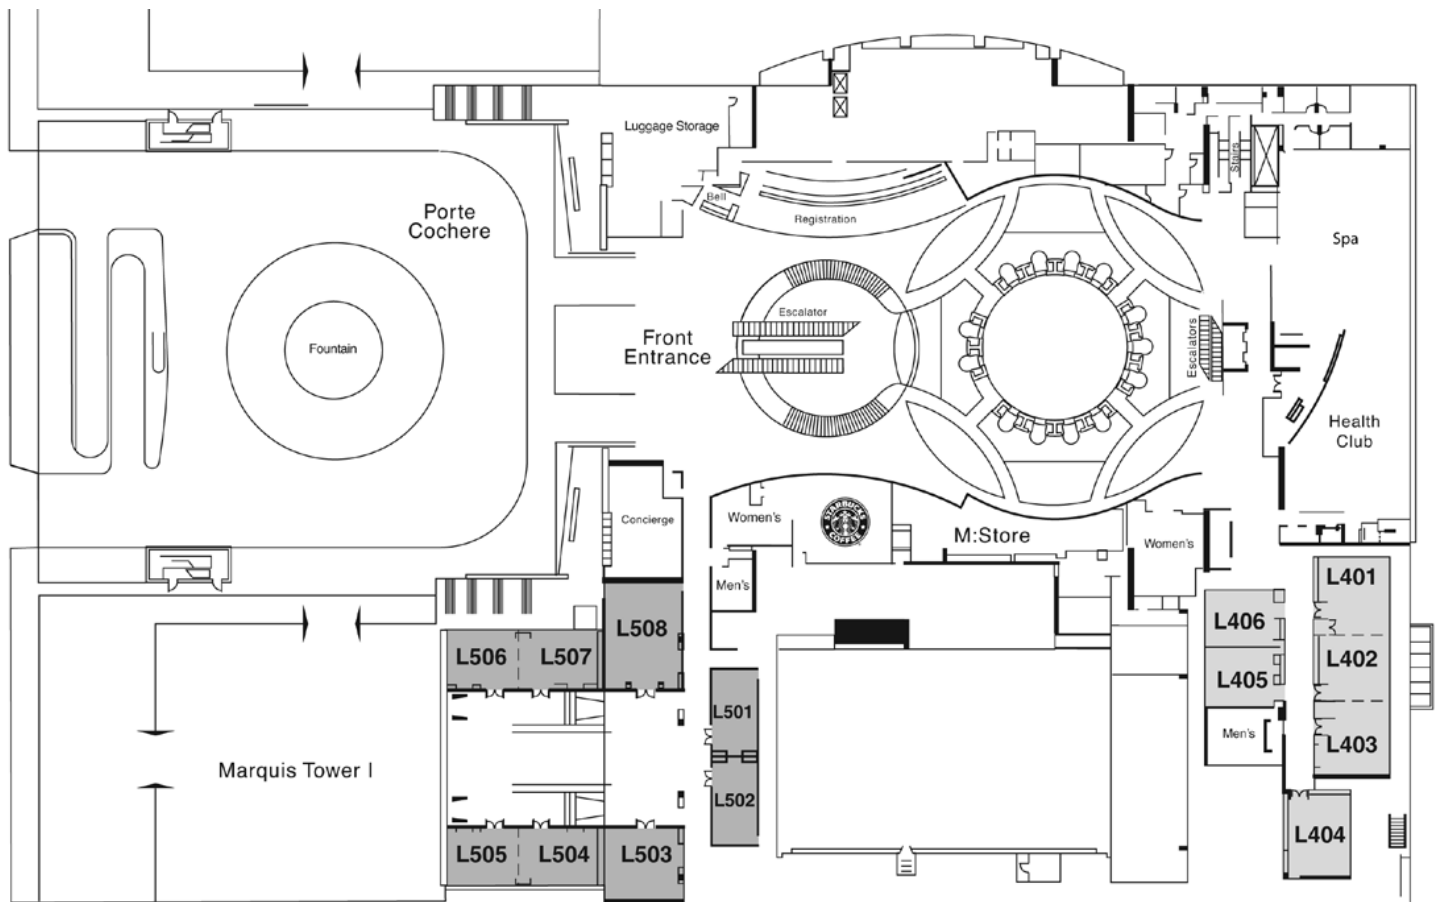 Luggage Storage
Stairs
Bell
Registration
Porte
Cochere
Spa
Escalator
Fountain
Front
Entrance
Escalators
Health
Club
Concierge
Women's
STARBUCKS
COFFEE
M:Store
Women's
Men's
L401
L406
L508
L506
L507
L402
L405
L501
Men's
L403
Marquis Tower I
L502
L404
L505
L504
L503